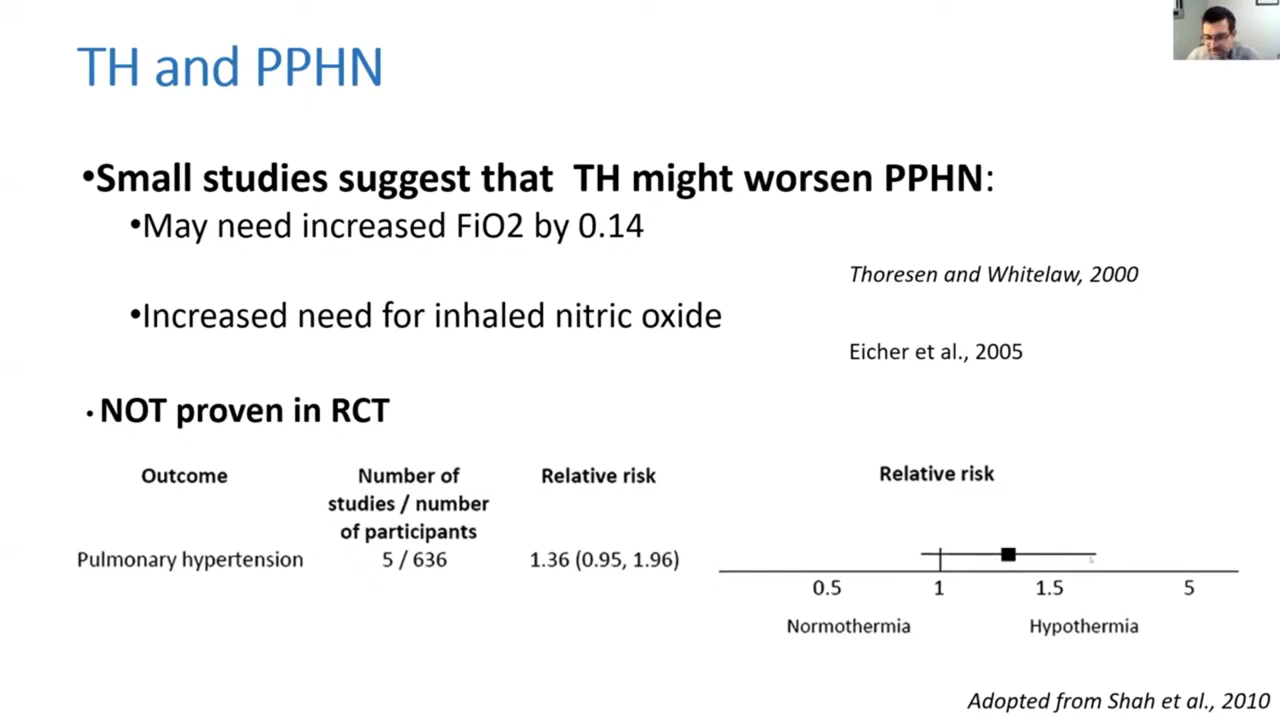 TH and PPHN
•Small studies suggest that TH might worsen PPHN:
•May need increased FiO2 by 0.14
Thoresen and Whitelaw, 2000
•Increased need for inhaled nitric oxide
Eicher et al., 2005
• NOT proven in RCT
Outcome Number of studies / number of participants Relative risk Relative risk
Pulmonary hypertension 5 / 636 1.36 (0.95, 1.96)
0.5 1 1.5 5
Normothermia Hypothermia
Adopted from Shah et al., 2010